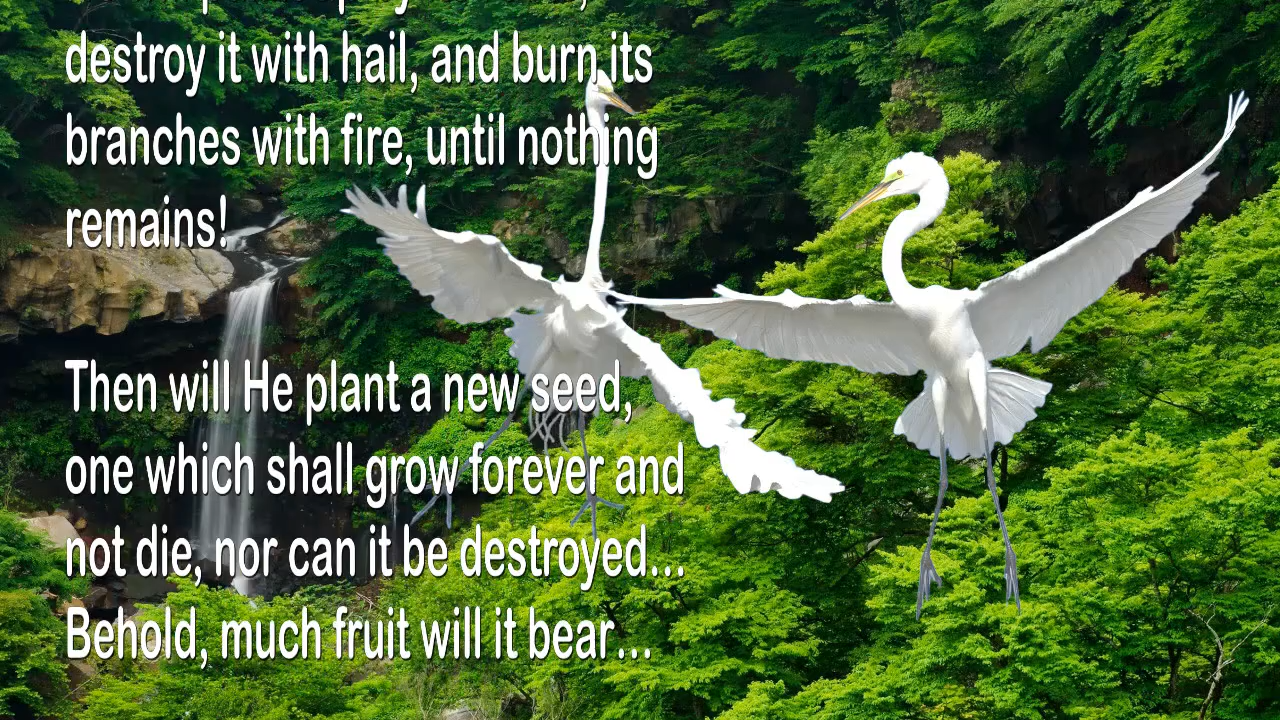 destroy it with hail, and burn its
branches with fire, until nothing
remains!
Then will He plant a new seed,
one which shall grow forever and
not die, nor can it be destroyed...
Behold, much fruit will it bear...